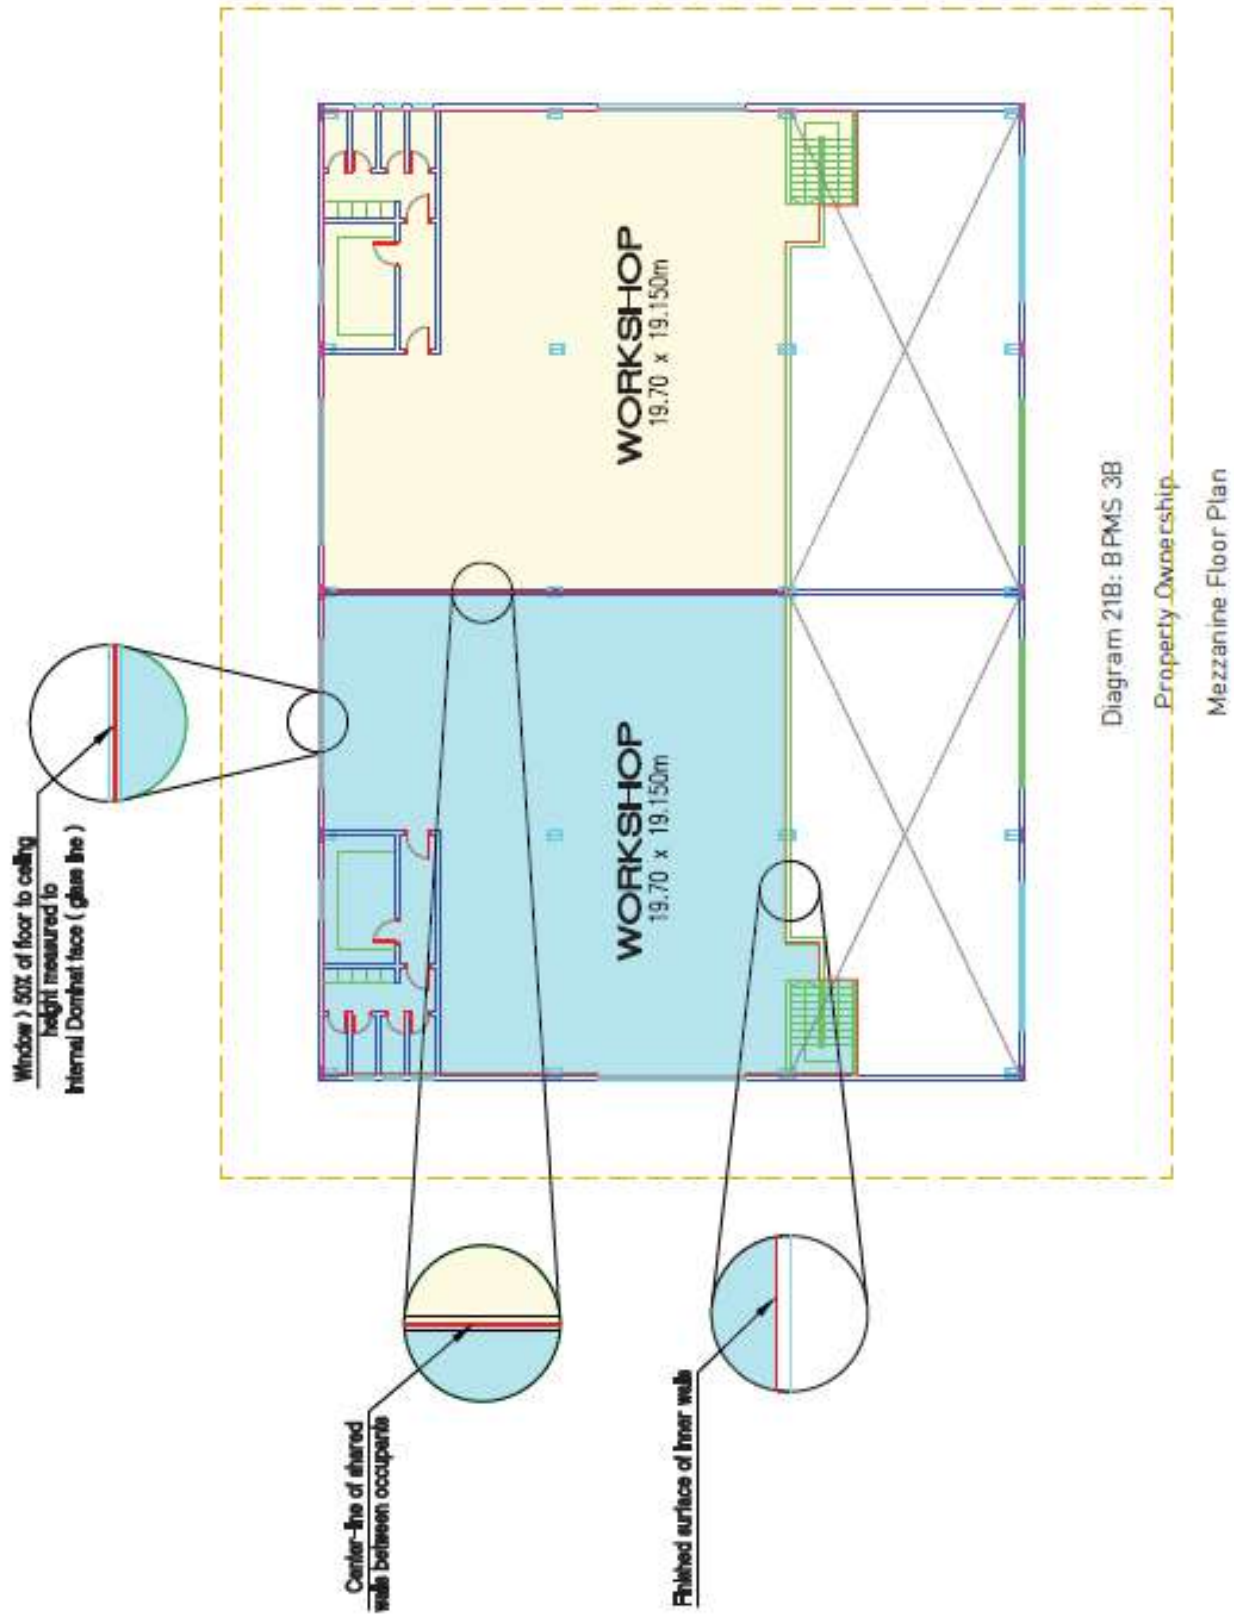 Window ) 50% of floor to ceiling
height measured to
Internal Dominat face ( glass line )
Center-line of shared
walls between occupants
Finished surface of inner walls
WORKSHOP
19.70 x 19.150m
WORKSHOP
19.70 x 19.150m
Diagram 21B: BPMS 3B
Property Ownership
Mezzanine Floor Plan